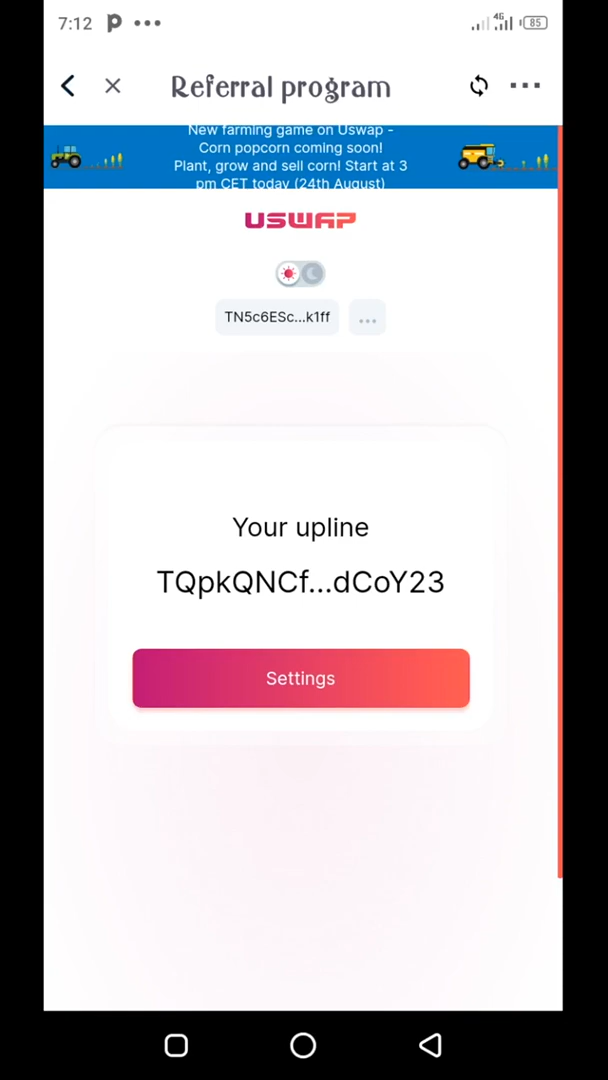 7:12
4G
85
Referral program
New farming game on Uswap -
Corn popcorn coming soon!
Plant, grow and sell corn! Start at 3
pm CET today (24th August)
USWAP
TN5c6ESc...k1ff
...
Your upline
TQpkQNCf...dCoY23
Settings